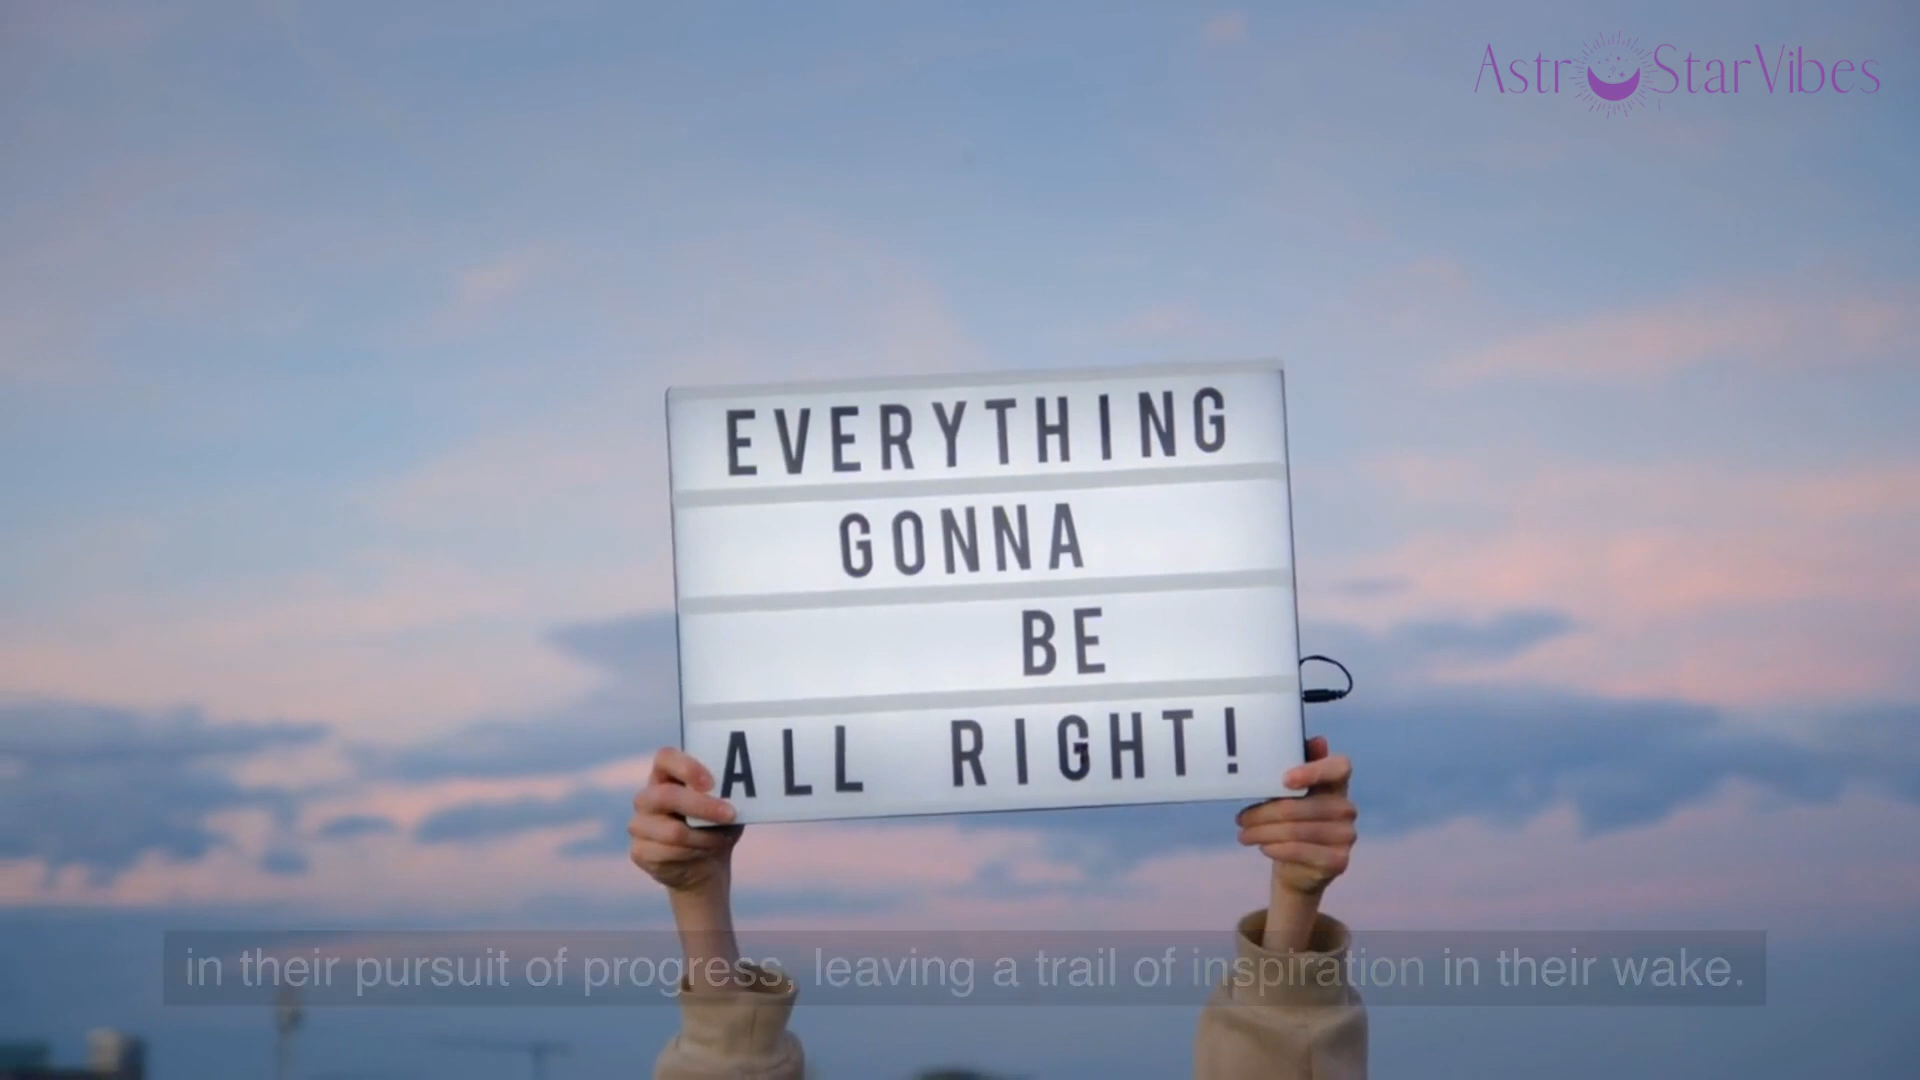 AstroStarVibes
EVERYTHING
GONNA
BE
ALL RIGHT!
in their pursuit of progress, leaving a trail of inspiration in their wake.